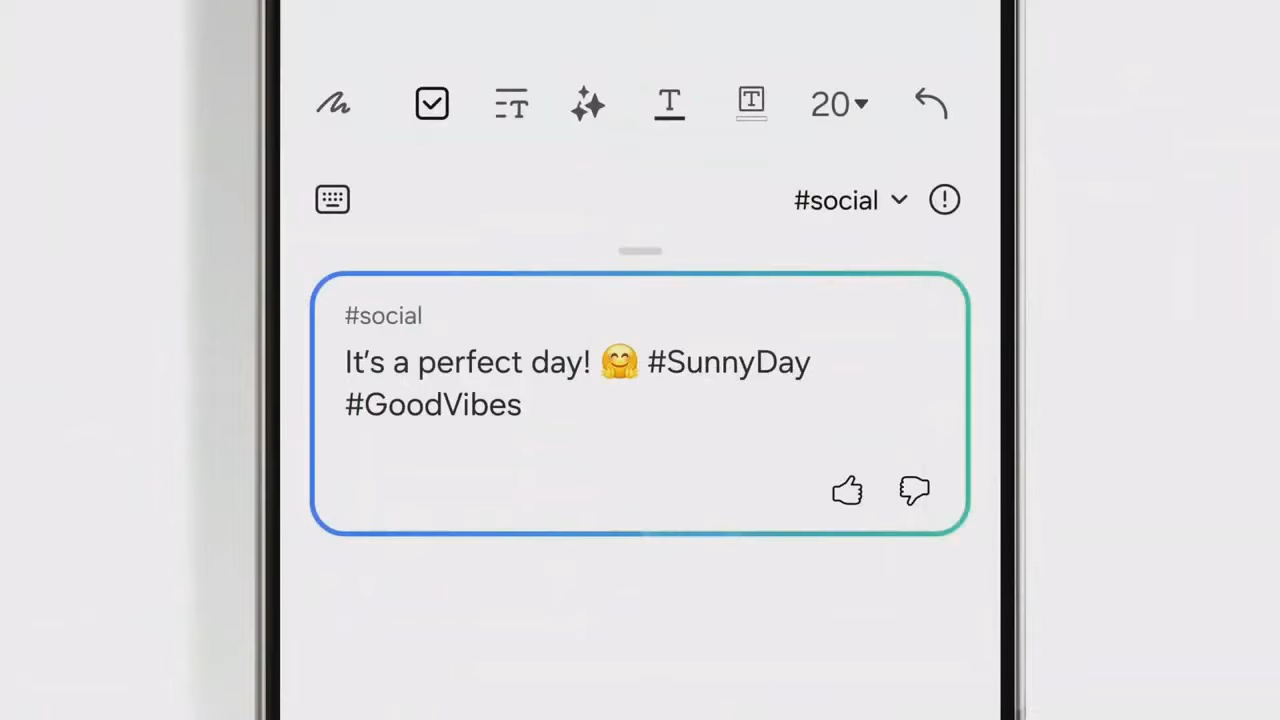 20
#social
#social
It's a perfect day! 🤗 #SunnyDay
#GoodVibes